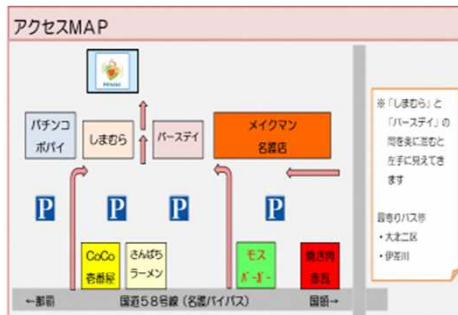 アクセスMAP
パチンコ
ポパイ
しまむら
バースデイ
メイクマン
名護店
※「しまむら」と
「バースデイ」の
間を奥に進むと
左手に見えてき
ます
最寄りバス停
・大北二区
・伊差川
P
P
P
P
CoCo
壱番屋
さんぱち
ラーメン
モス
バーガー
焼き肉
赤瓦
←那覇
国道58号線（名護バイパス）
国頭→